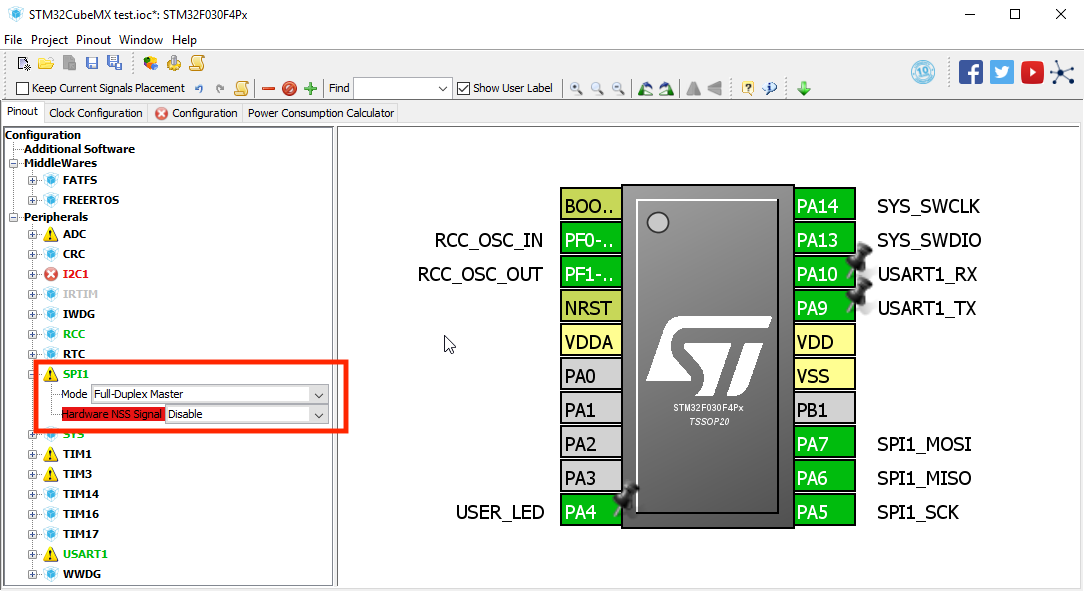 STM32CubeMX test.ioc*: STM32F030F4Px
File Project Pinout Window Help
Keep Current Signals Placement Find Show User Label
Pinout Clock Configuration Configuration Power Consumption Calculator
Configuration
Additional Software
MiddleWares
FATFS
FREERTOS
Peripherals
ADC
CRC
I2C1
IRTIM
IWDG
RCC
RTC
SPI1
Mode Full-Duplex Master
Hardware NSS Signal Disable
SYS
TIM1
TIM3
TIM14
TIM16
TIM17
USART1
WWDG
BOO.. PA14 SYS_SWCLK
RCC_OSC_IN PF0-.. PA13 SYS_SWDIO
RCC_OSC_OUT PF1-.. PA10 USART1_RX
NRST PA9 USART1_TX
VDDA VDD
PA0 VSS
PA1 PB1
PA2 PA7 SPI1_MOSI
PA3 PA6 SPI1_MISO
USER_LED PA4 PA5 SPI1_SCK
ST
STM32F030F4Px
TSSOP20